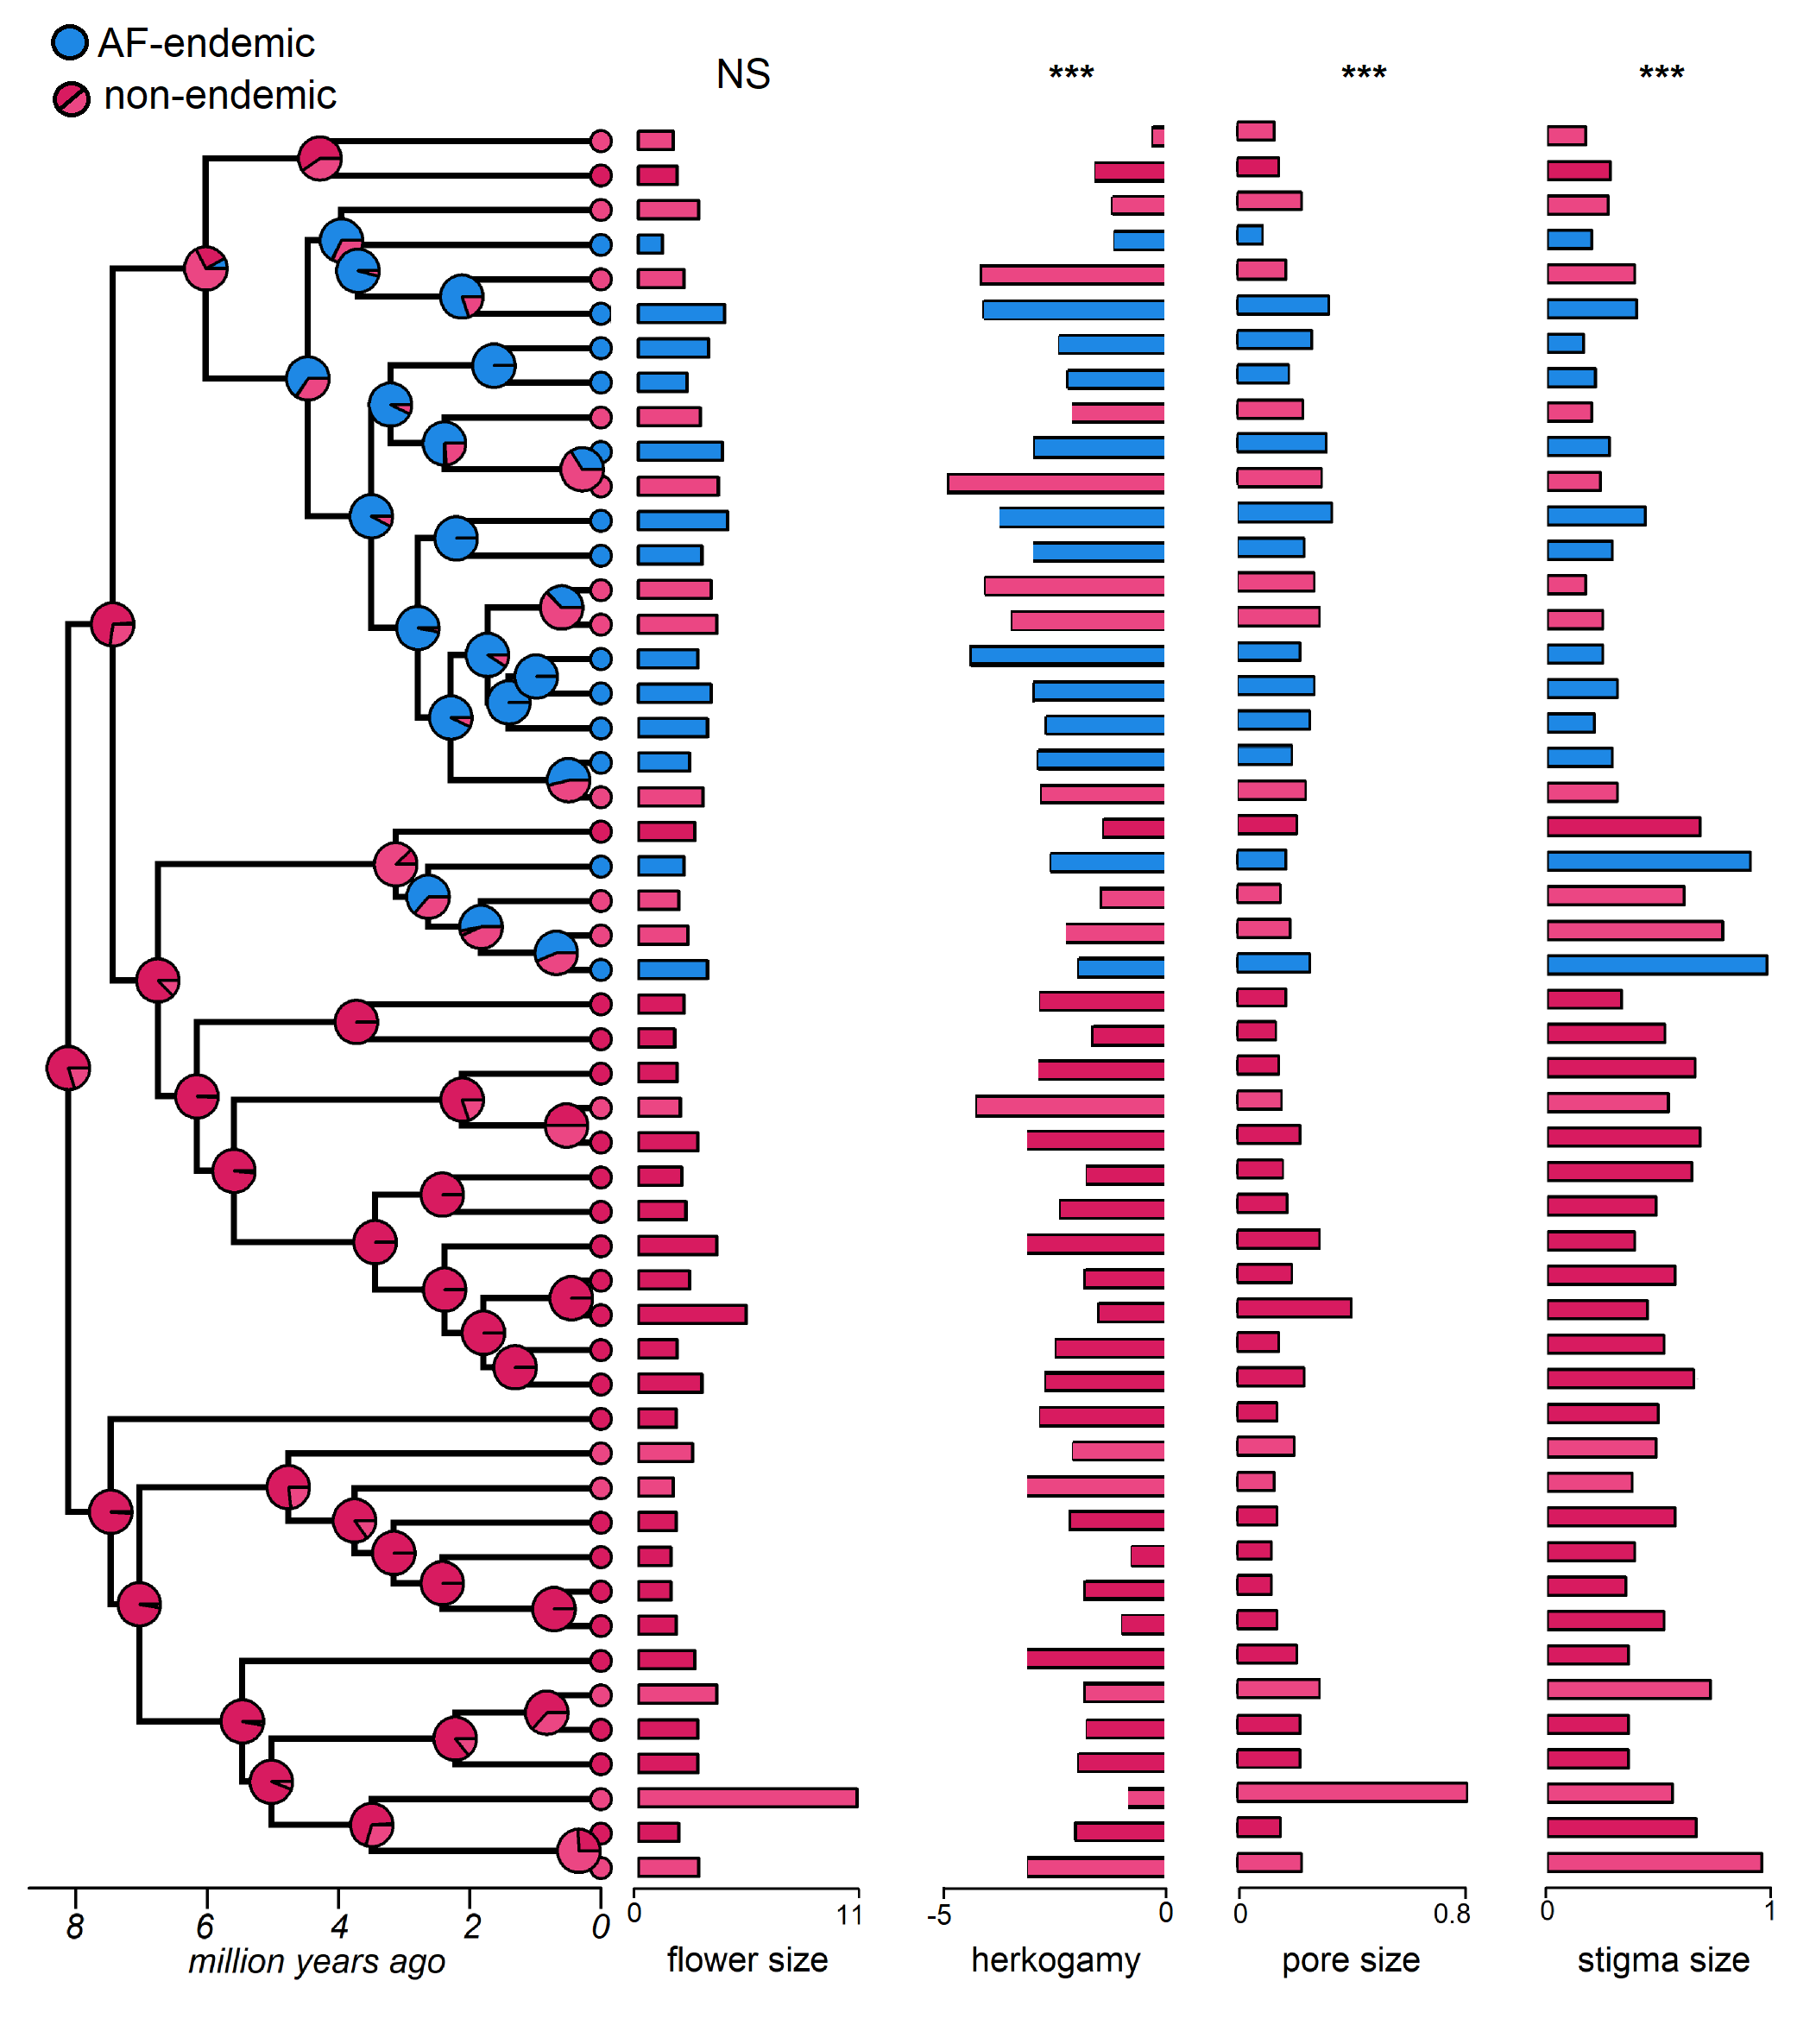 AF-endemic
non-endemic
NS
***
***
***
8 6 4 2 0
million years ago
0 11
flower size
-5 0
herkogamy
0 0.8
pore size
0 1
stigma size